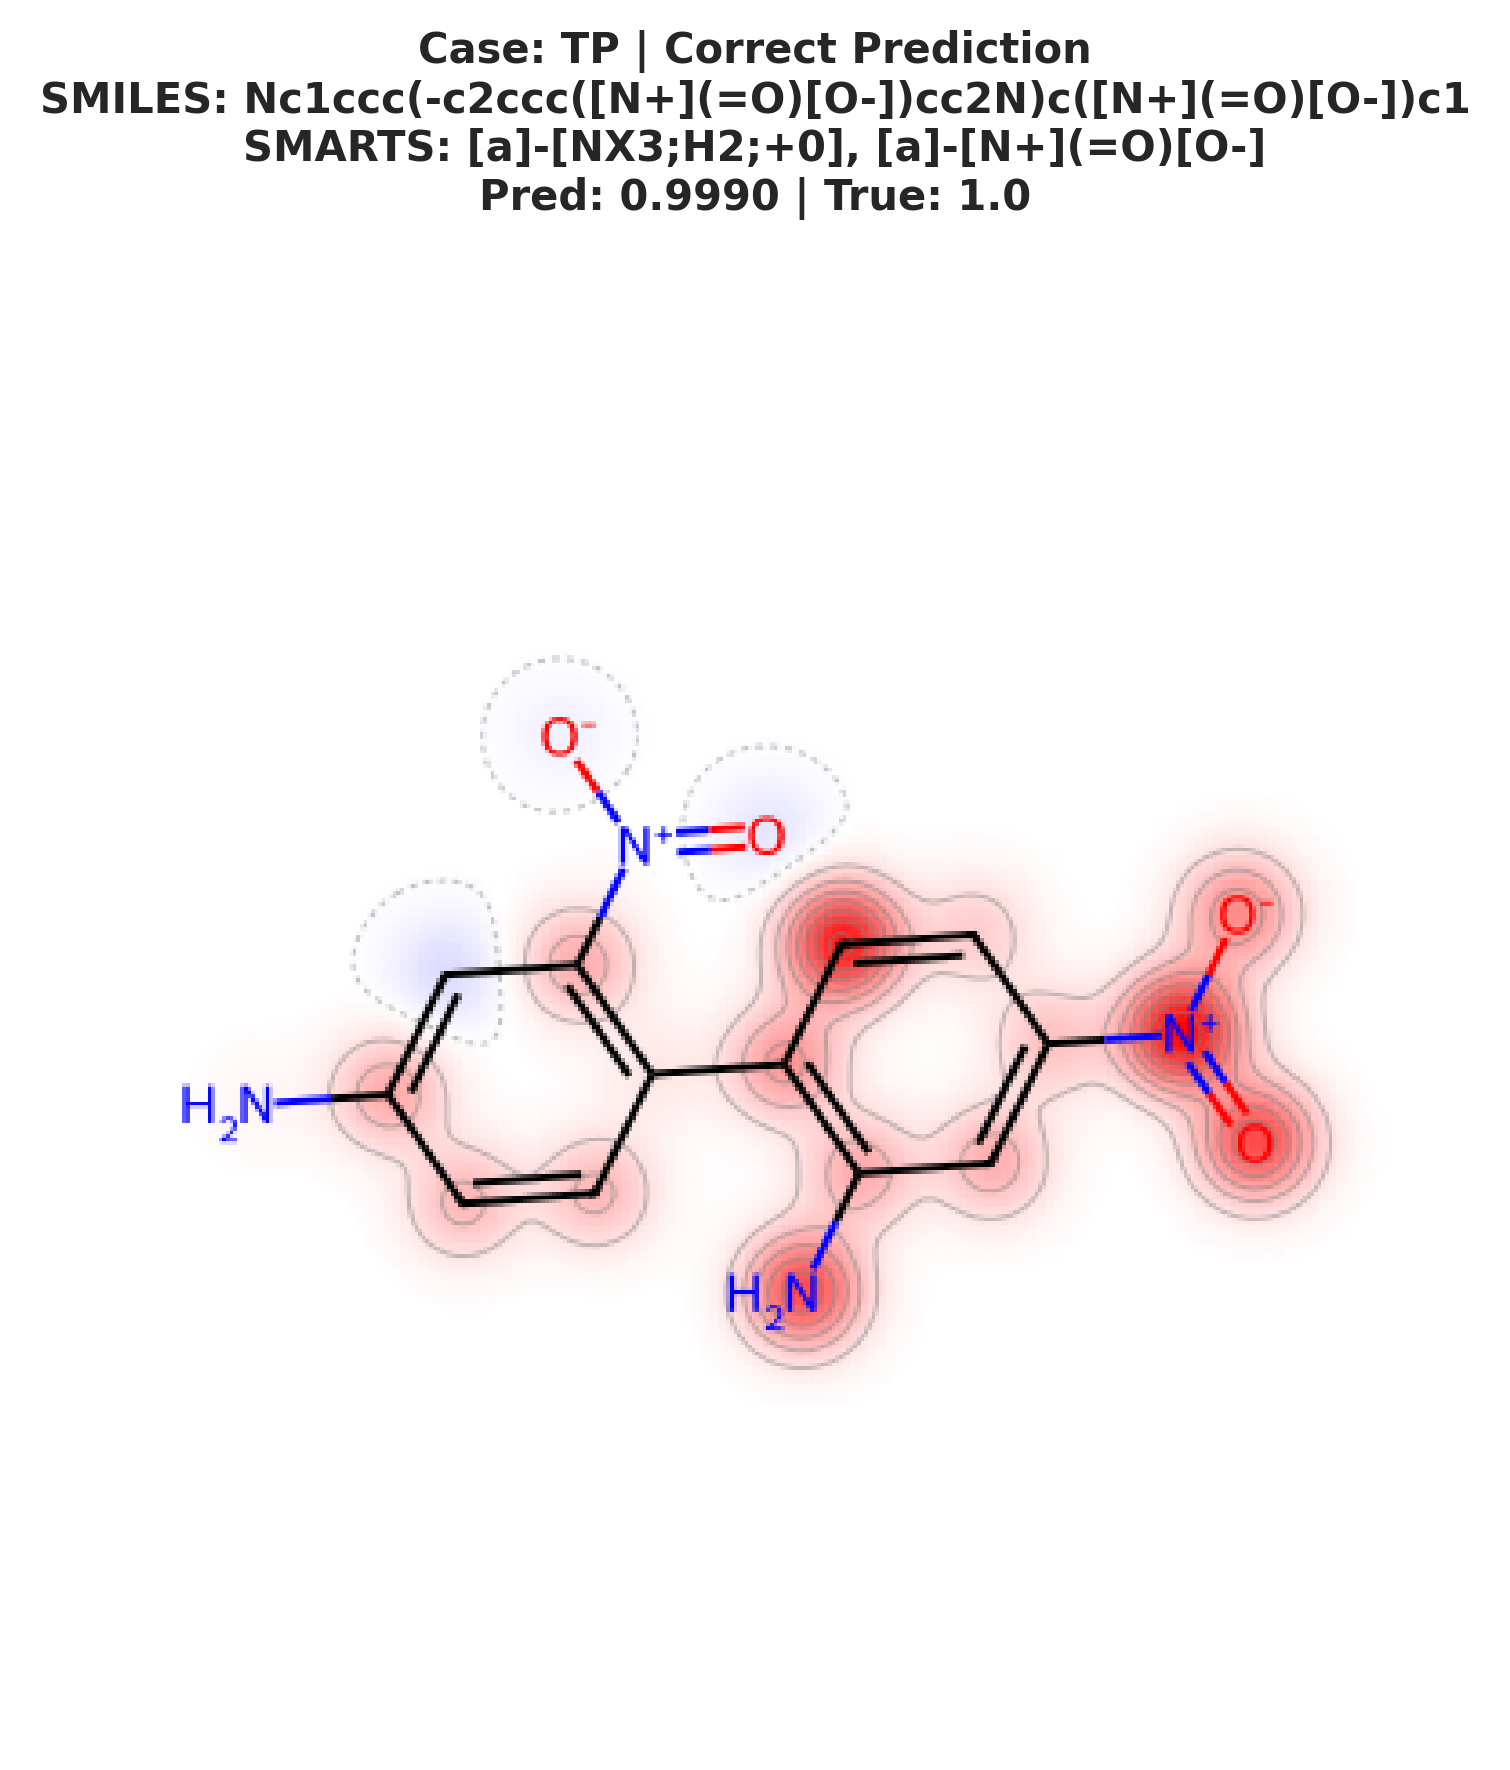 Case: TP | Correct Prediction
SMILES: Nc1ccc(-c2ccc([N+](=O)[O-])cc2N)c([N+](=O)[O-])c1
SMARTS: [a]-[NX3;H2;+0], [a]-[N+](=O)[O-]
Pred: 0.9990 | True: 1.0
O⁻
N⁺
O
O⁻
N⁺
H₂N
O
H₂N